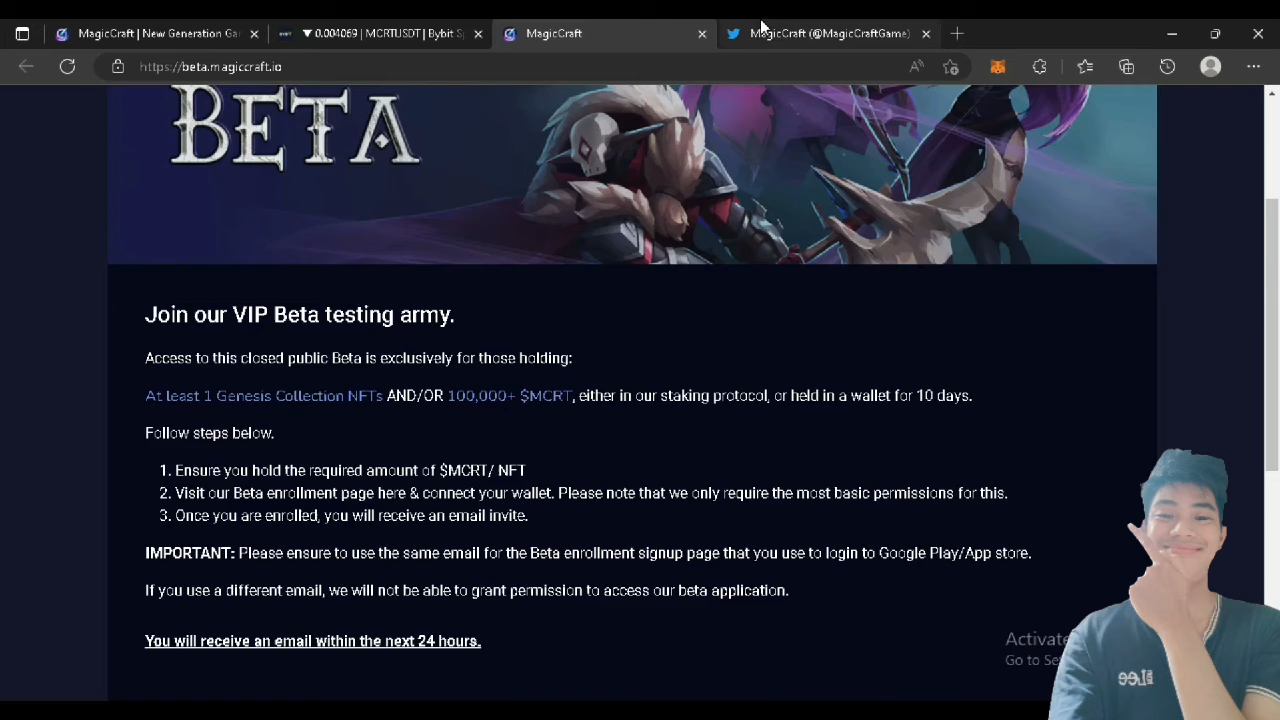 MagicCraft | New Generation Gar
▼0.004069 | MCRTUSDT | Bybit Sp
MagicCraft
MagicCraft (@MagicCraftGame)
https://beta.magiccraft.io
BETA
Join our VIP Beta testing army.
Access to this closed public Beta is exclusively for those holding:
At least 1 Genesis Collection NFTs AND/OR 100,000+ $MCRT, either in our staking protocol, or held in a wallet for 10 days.
Follow steps below.
1. Ensure you hold the required amount of $MCRT/ NFT
2. Visit our Beta enrollment page here & connect your wallet. Please note that we only require the most basic permissions for this.
3. Once you are enrolled, you will receive an email invite.
IMPORTANT: Please ensure to use the same email for the Beta enrollment signup page that you use to login to Google Play/App store.
If you use a different email, we will not be able to grant permission to access our beta application.
You will receive an email within the next 24 hours.
Activate
Go to Se